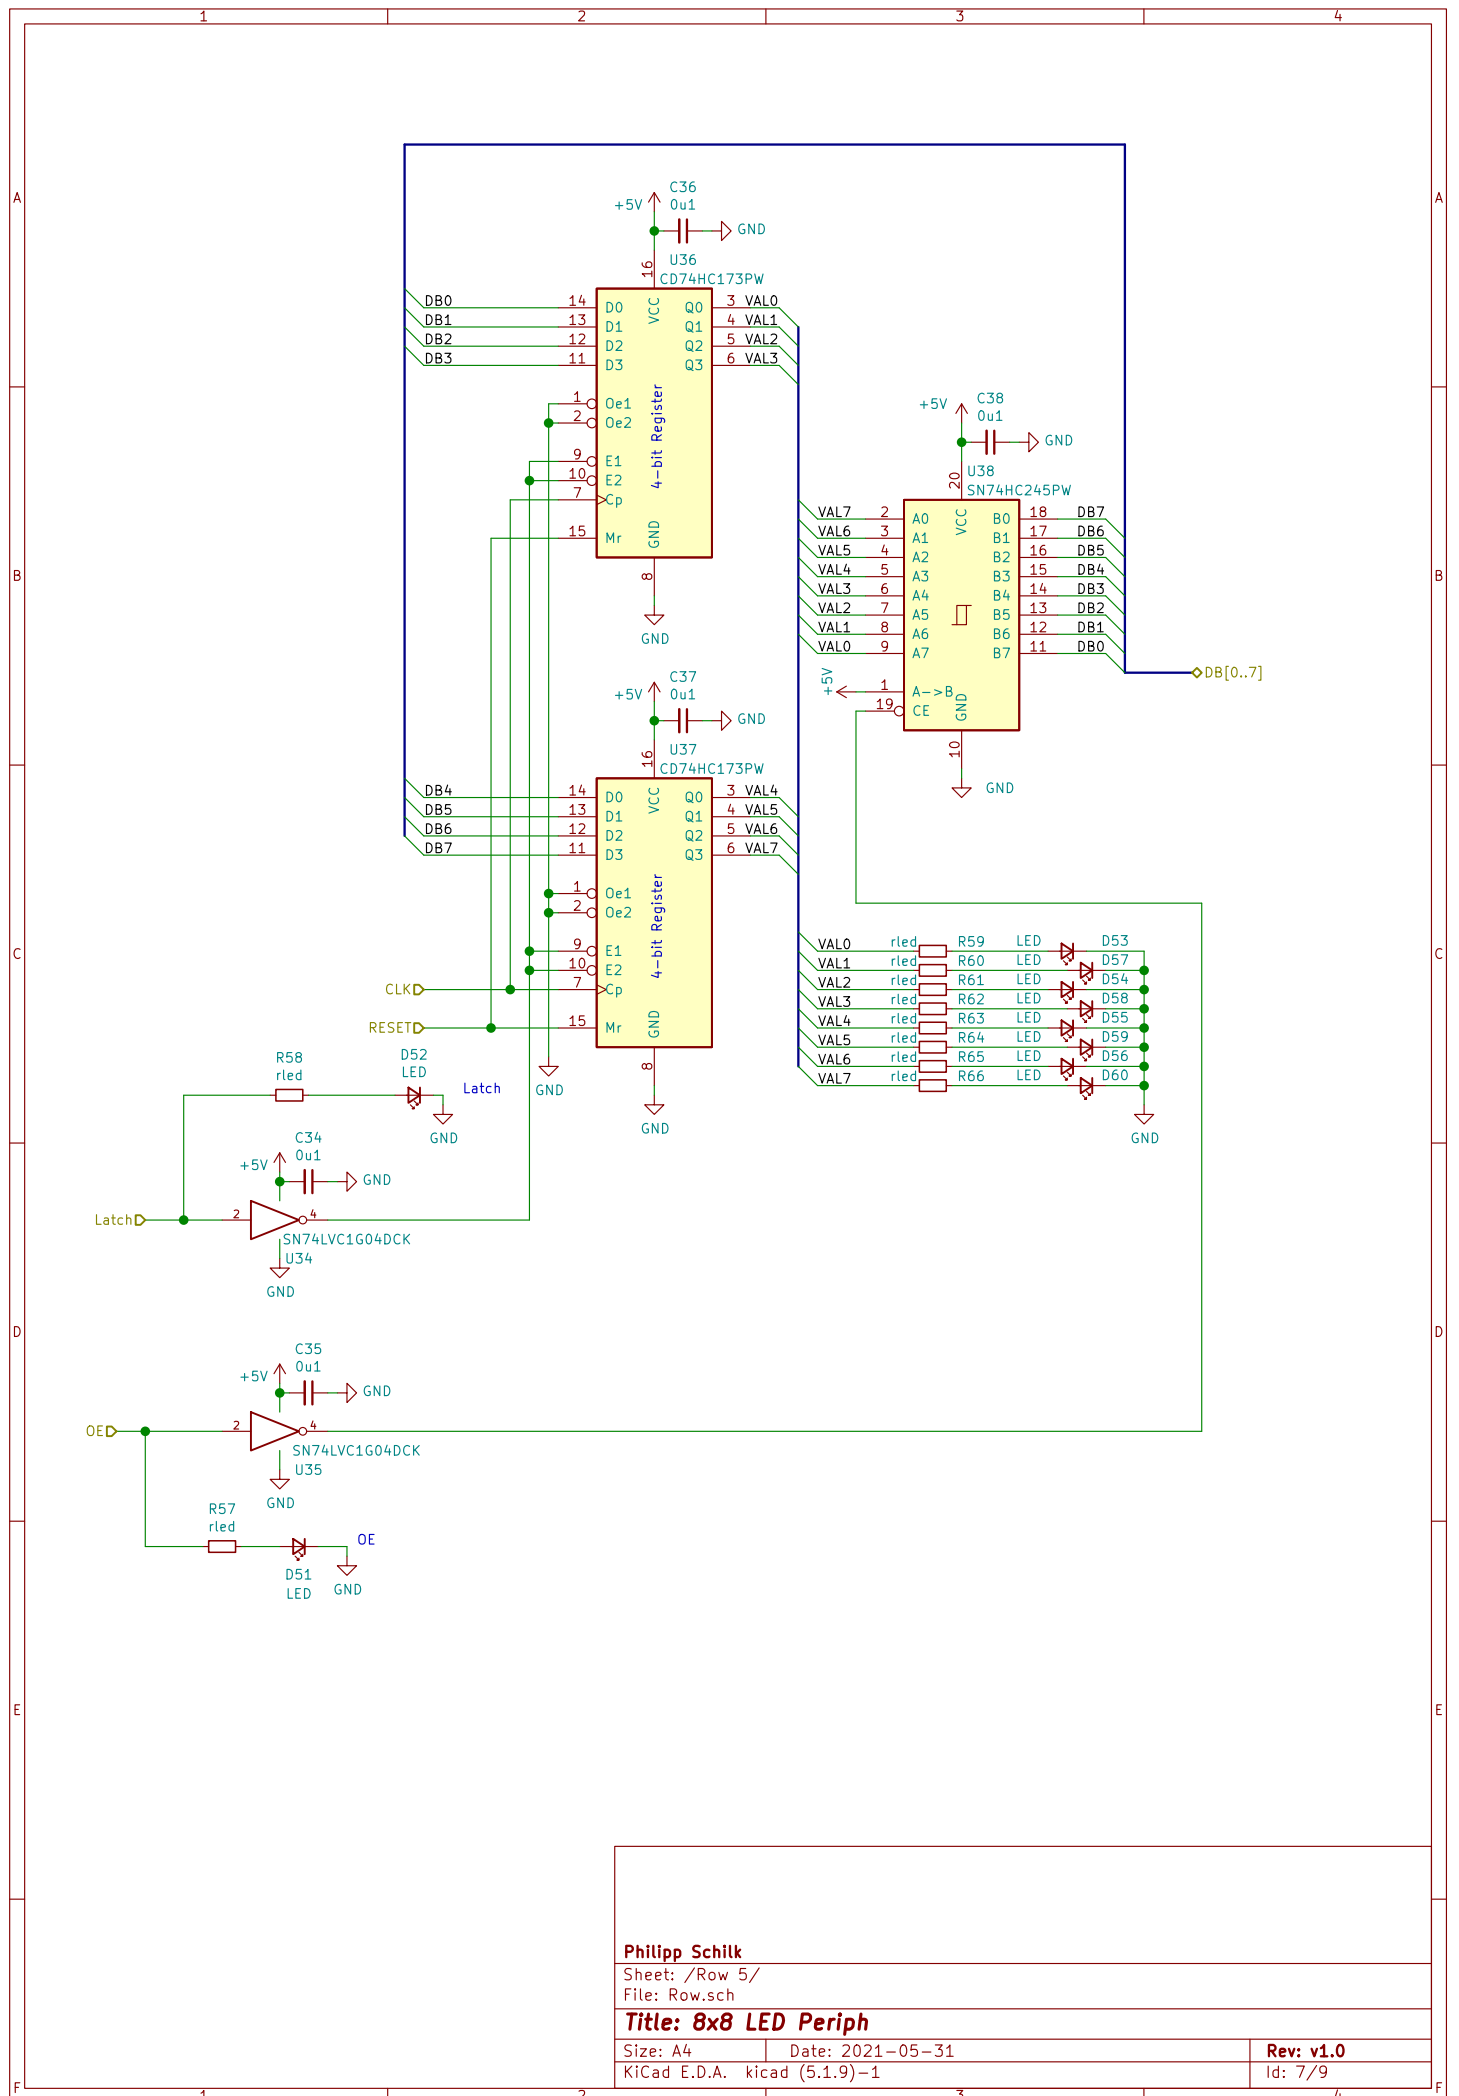 1 2 3 4
A A
C36
+5V 0u1
GND
U36
16
CD74HC173PW
DB0 14 D0 VCC Q0 3 VAL0
DB1 13 D1 Q1 4 VAL1
DB2 12 D2 Q2 5 VAL2
DB3 11 D3 Q3 6 VAL3
1 Oe1
2 Oe2
4-bit Register
9 E1
10 E2
7 Cp
15 Mr GND
8
GND
C38
+5V 0u1
GND
U38
20
SN74HC245PW
VAL7 2 A0 VCC B0 18 DB7
VAL6 3 A1 B1 17 DB6
VAL5 4 A2 B2 16 DB5
VAL4 5 A3 B3 15 DB4
VAL3 6 A4 B4 14 DB3
VAL2 7 A5 B5 13 DB2
VAL1 8 A6 B6 12 DB1
VAL0 9 A7 B7 11 DB0
+5V 1 A->B
19 CE GND
10
GND
DB[0..7]
B B
C37
+5V 0u1
GND
U37
16
CD74HC173PW
DB4 14 D0 VCC Q0 3 VAL4
DB5 13 D1 Q1 4 VAL5
DB6 12 D2 Q2 5 VAL6
DB7 11 D3 Q3 6 VAL7
1 Oe1
2 Oe2
4-bit Register
9 E1
10 E2
CLK 7 Cp
RESET 15 Mr GND
8
GND
GND
C C
VAL0 rled R59 LED D53
VAL1 rled R60 LED D57
VAL2 rled R61 LED D54
VAL3 rled R62 LED D58
VAL4 rled R63 LED D55
VAL5 rled R64 LED D59
VAL6 rled R65 LED D56
VAL7 rled R66 LED D60
GND
R58
rled
D52
LED
Latch
GND
C34
+5V 0u1
GND
Latch 2 4
SN74LVC1G04DCK
U34
GND
D D
C35
+5V 0u1
GND
OE 2 4
SN74LVC1G04DCK
U35
GND
R57
rled
OE
D51
LED
GND
E E
Philipp Schilk
Sheet: /Row 5/
File: Row.sch
Title: 8x8 LED Periph
Size: A4 Date: 2021-05-31 Rev: v1.0
KiCad E.D.A. kicad (5.1.9)-1 Id: 7/9
F F
1 2 3 4